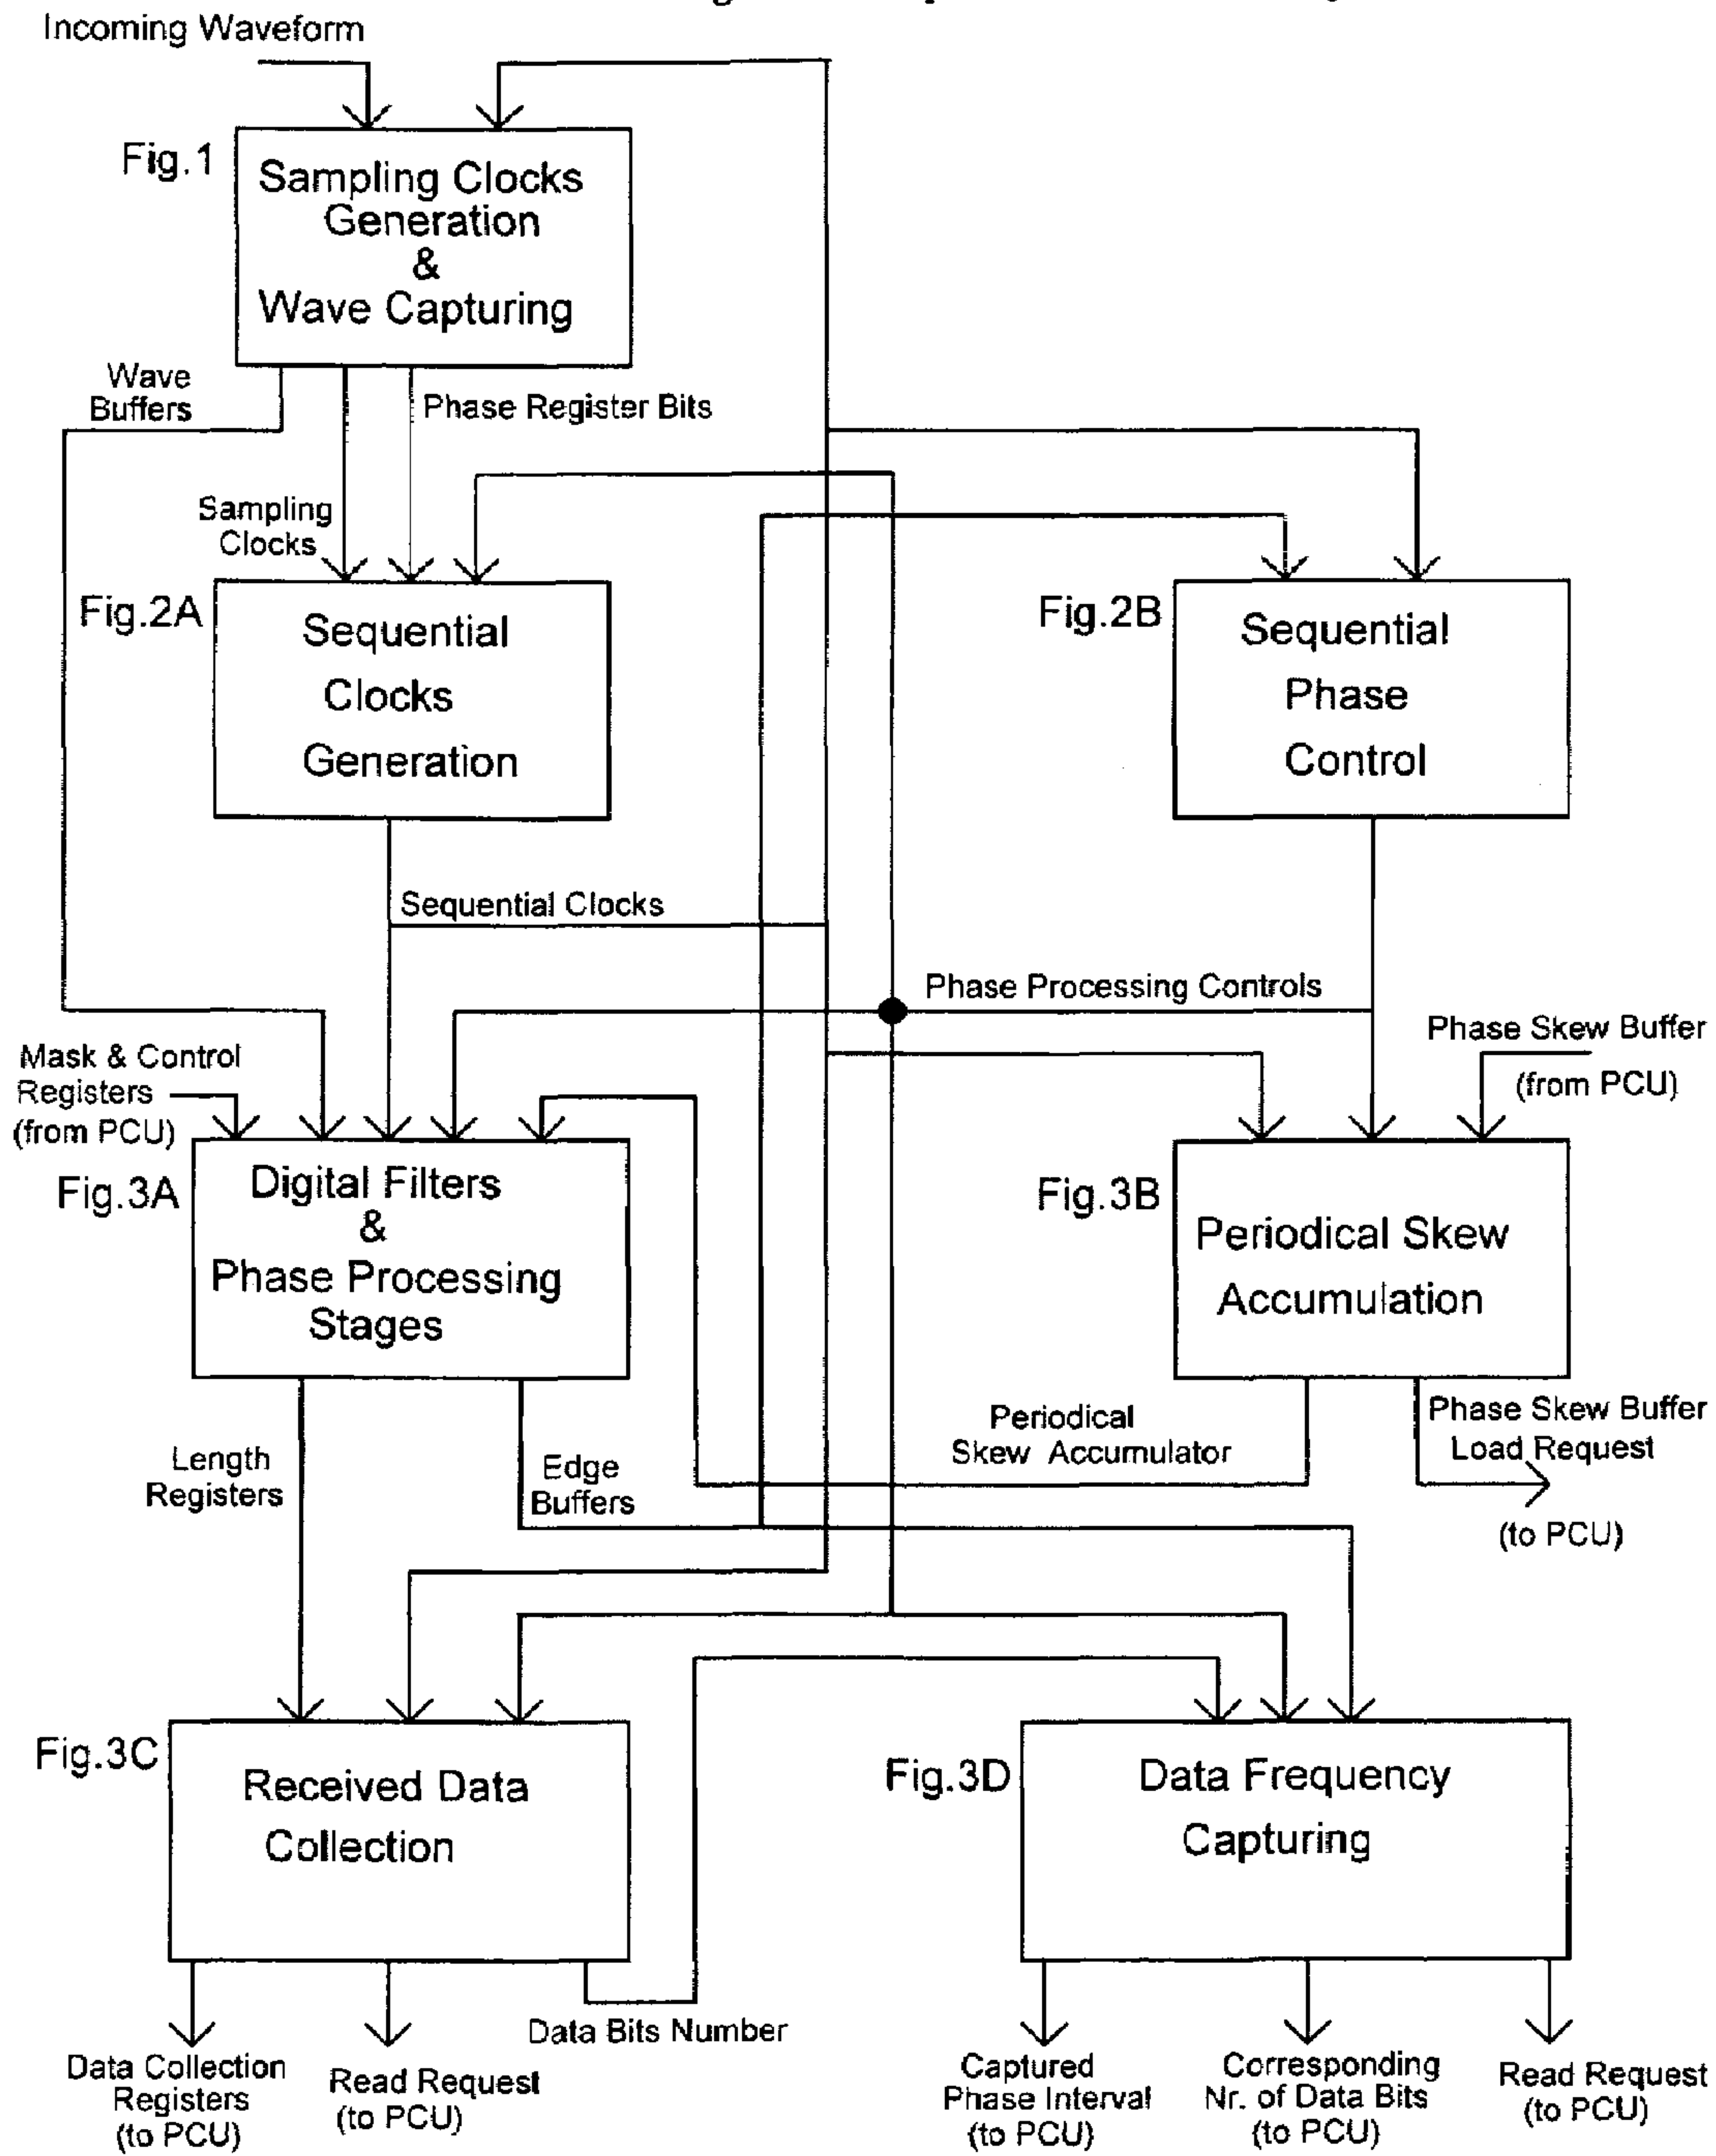 Incoming Waveform
Fig.1
Sampling Clocks
Generation
&
Wave Capturing
Wave
Buffers
Phase Register Bits
Sampling
Clocks
Fig.2A
Sequential
Clocks
Generation
Fig.2B
Sequential
Phase
Control
Sequential Clocks
Phase Processing Controls
Phase Skew Buffer
(from PCU)
Mask & Control
Registers
(from PCU)
Fig.3A
Digital Filters
&
Phase Processing
Stages
Fig.3B
Periodical Skew
Accumulation
Length
Registers
Edge
Buffers
Periodical
Skew Accumulator
Phase Skew Buffer
Load Request
(to PCU)
Fig.3C
Received Data
Collection
Fig.3D
Data Frequency
Capturing
Data Bits Number
Data Collection
Registers
(to PCU)
Read Request
(to PCU)
Captured
Phase Interval
(to PCU)
Corresponding
Nr. of Data Bits
(to PCU)
Read Request
(to PCU)